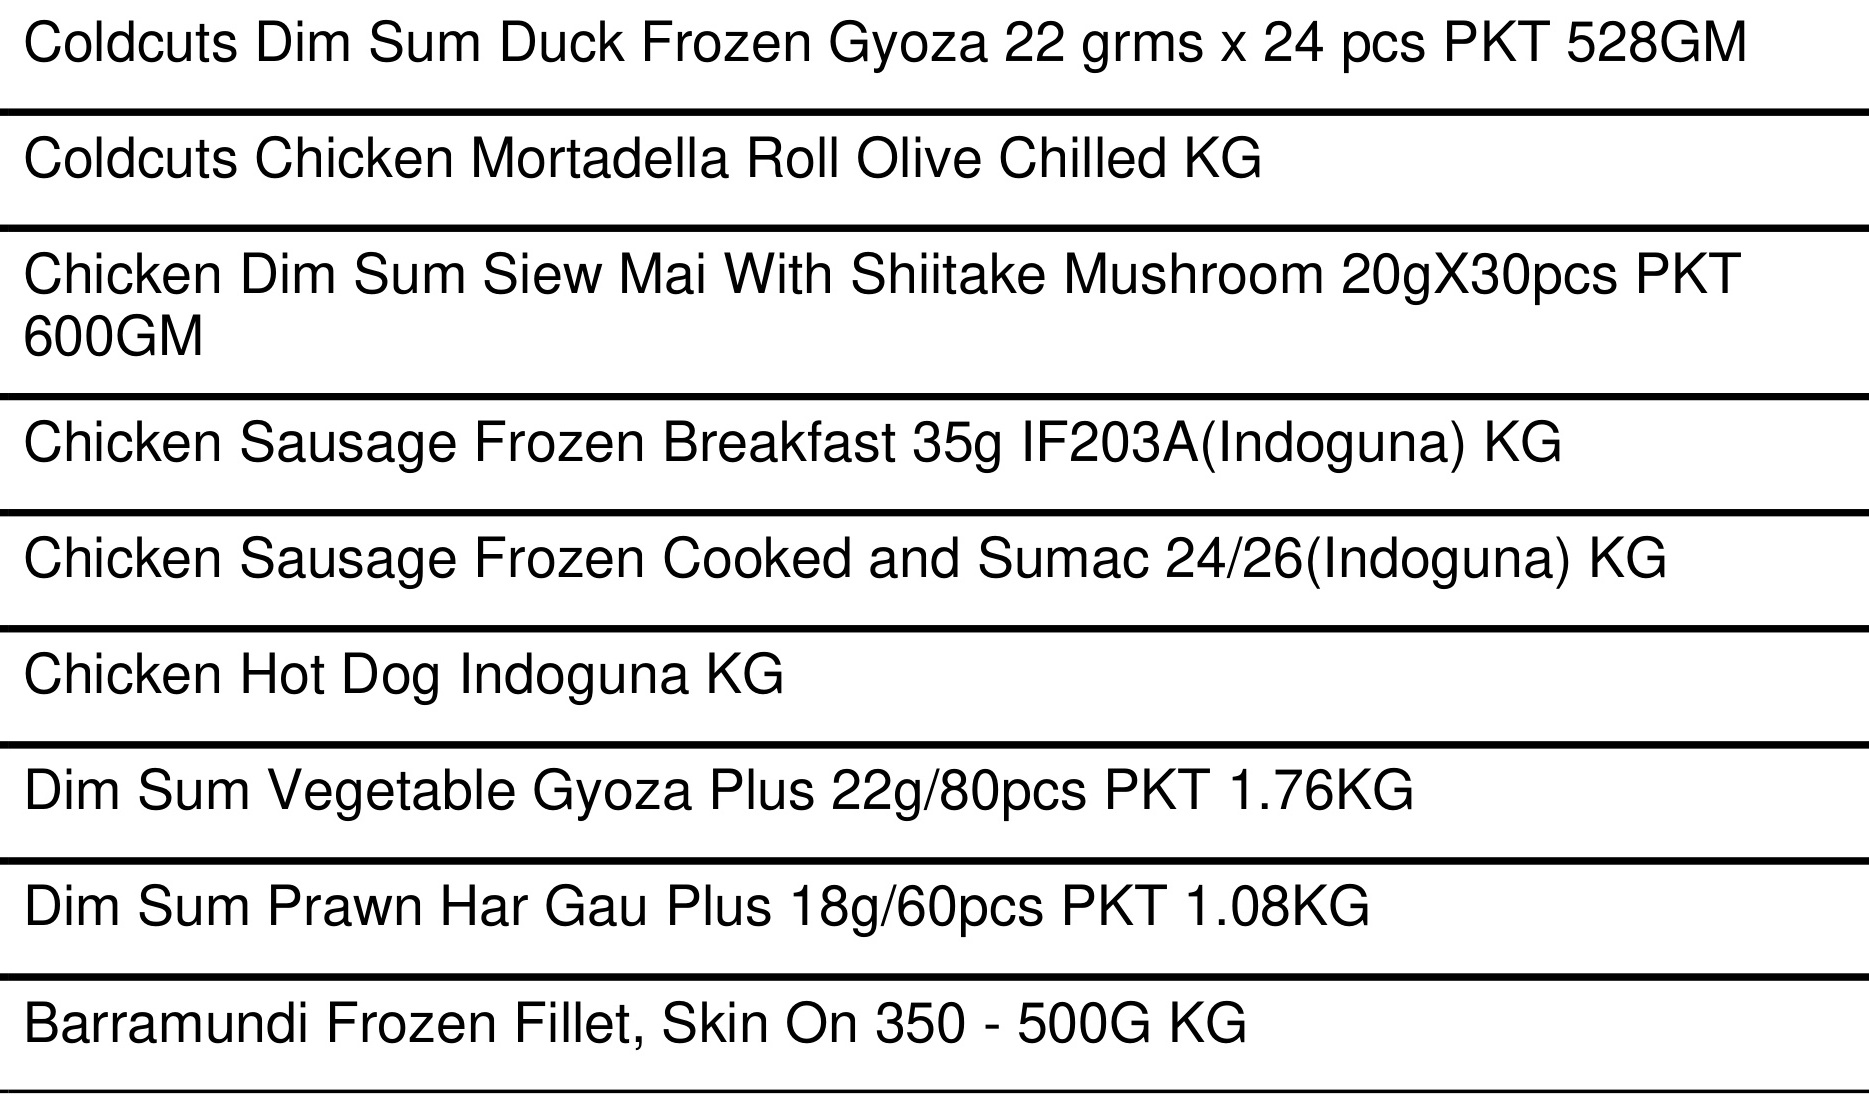 Coldcuts Dim Sum Duck Frozen Gyoza 22 grms x 24 pcs PKT 528GM
Coldcuts Chicken Mortadella Roll Olive Chilled KG
Chicken Dim Sum Siew Mai With Shiitake Mushroom 20gX30pcs PKT
600GM
Chicken Sausage Frozen Breakfast 35g IF203A(Indoguna) KG
Chicken Sausage Frozen Cooked and Sumac 24/26(Indoguna) KG
Chicken Hot Dog Indoguna KG
Dim Sum Vegetable Gyoza Plus 22g/80pcs PKT 1.76KG
Dim Sum Prawn Har Gau Plus 18g/60pcs PKT 1.08KG
Barramundi Frozen Fillet, Skin On 350 - 500G KG